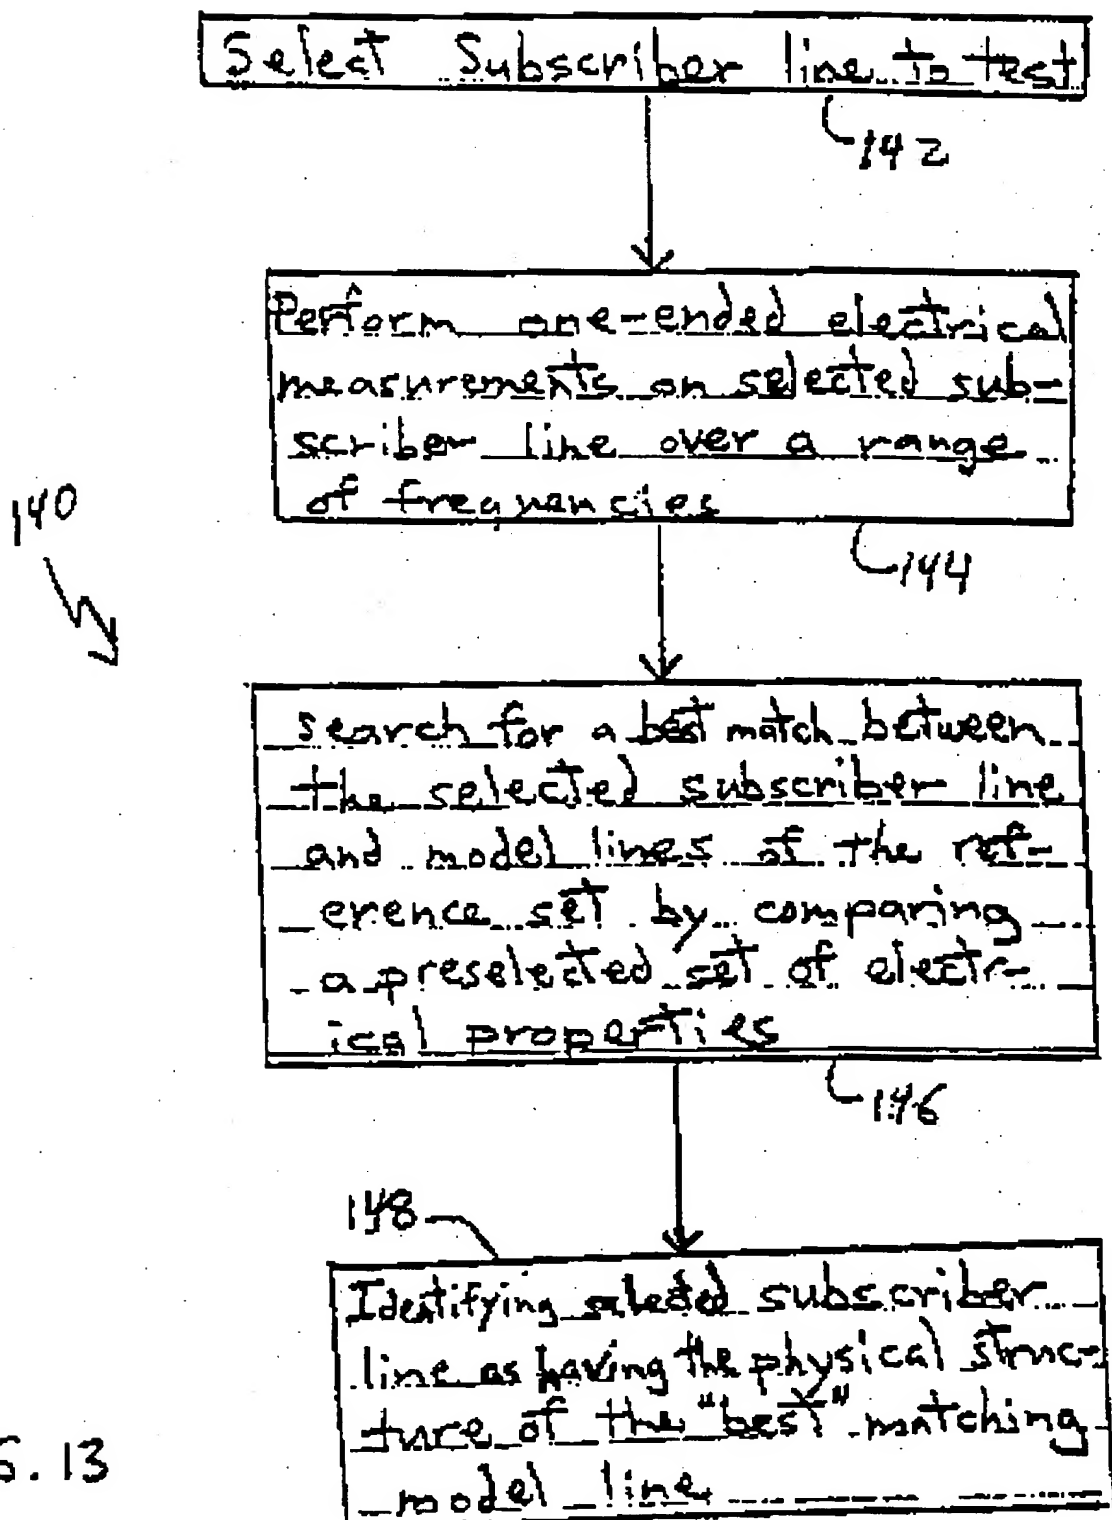 Select Subscriber line to test
142
Perform one-ended electrical
measurements on selected sub-
scriber line over a range
of frequencies
144
140
search for a best match between
the selected subscriber line
and model lines of the ref-
erence set by comparing
a preselected set of electr-
ical properties
146
148
Identifying selected subscriber
line as having the physical struc-
ture of the "best" matching
model line
G. 13